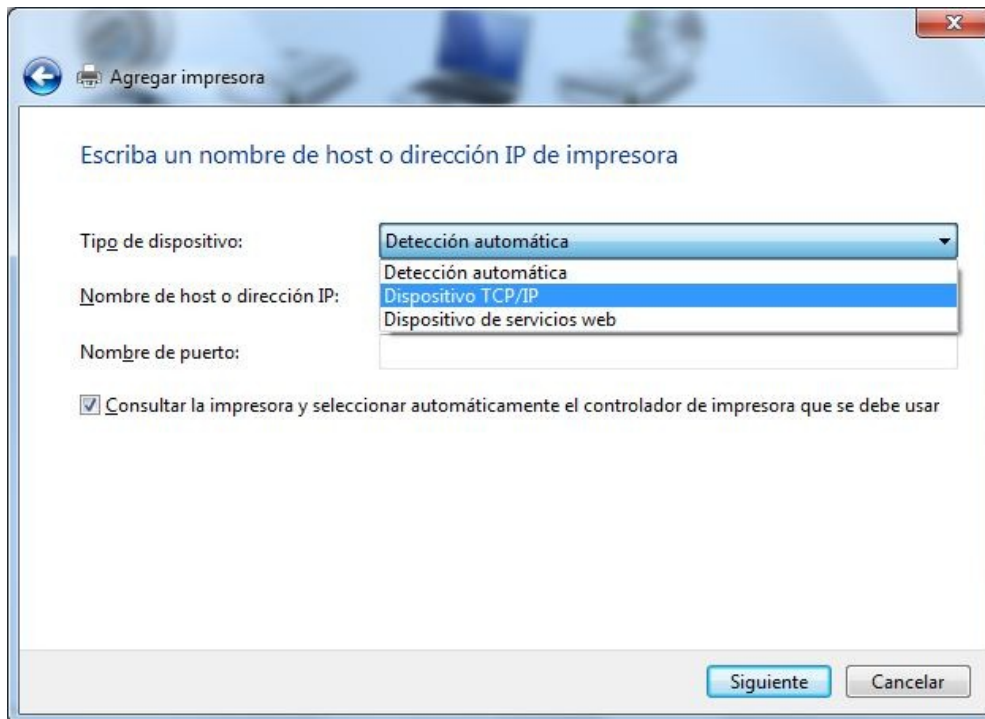 Agregar impresora
Escriba un nombre de host o dirección IP de impresora
Tipo de dispositivo: Detección automática
Detección automática
Nombre de host o dirección IP: Dispositivo TCP/IP
Dispositivo de servicios web
Nombre de puerto:
Consultar la impresora y seleccionar automáticamente el controlador de impresora que se debe usar
Siguiente Cancelar